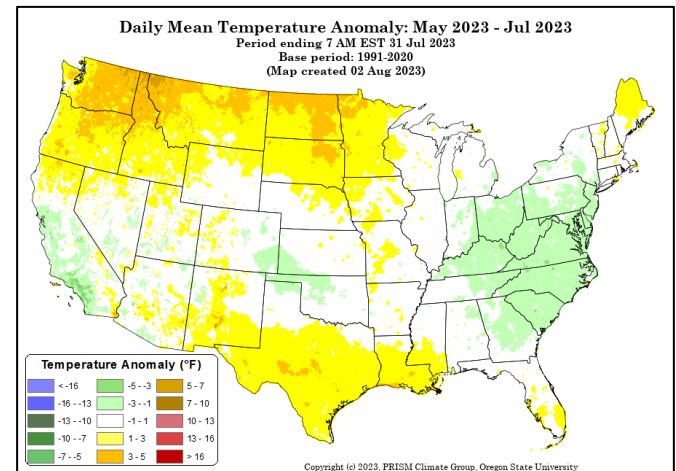 Daily Mean Temperature Anomaly: May 2023 - Jul 2023
Period ending 7 AM EST 31 Jul 2023
Base period: 1991-2020
(Map created 02 Aug 2023)
Temperature Anomaly (°F)
< -16 -5 - -3 5 - 7
-16 - -13 -3 - -1 7 - 10
-13 - -10 -1 - 1 10 - 13
-10 - -7 1 - 3 13 - 16
-7 - -5 3 - 5 > 16
Copyright (c) 2023, PRISM Climate Group, Oregon State University